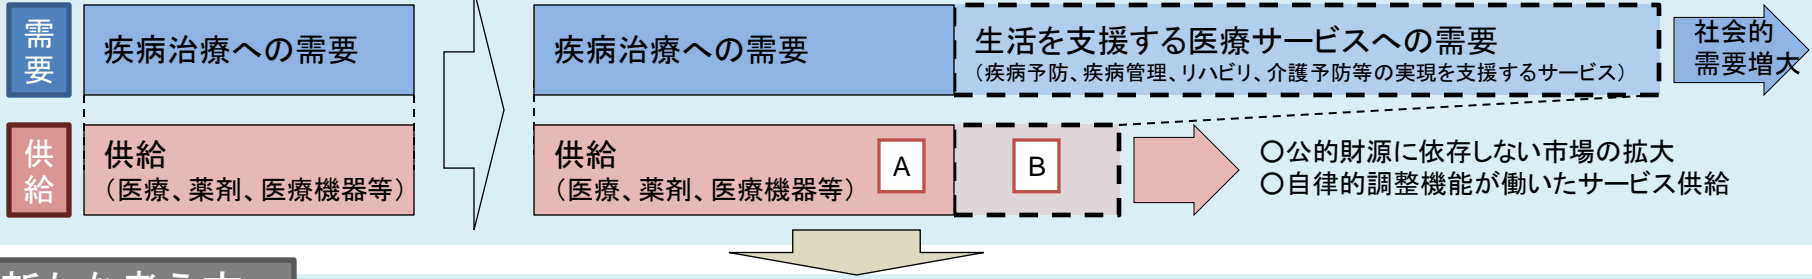 需要
疾病治療への需要
疾病治療への需要
生活を支援する医療サービスへの需要
（疾病予防、疾病管理、リハビリ、介護予防等の実現を支援するサービス）
社会的
需要増大
供給
供給
（医療、薬剤、医療機器等）
供給
（医療、薬剤、医療機器等）
A
B
○公的財源に依存しない市場の拡大
○自律的調整機能が働いたサービス供給